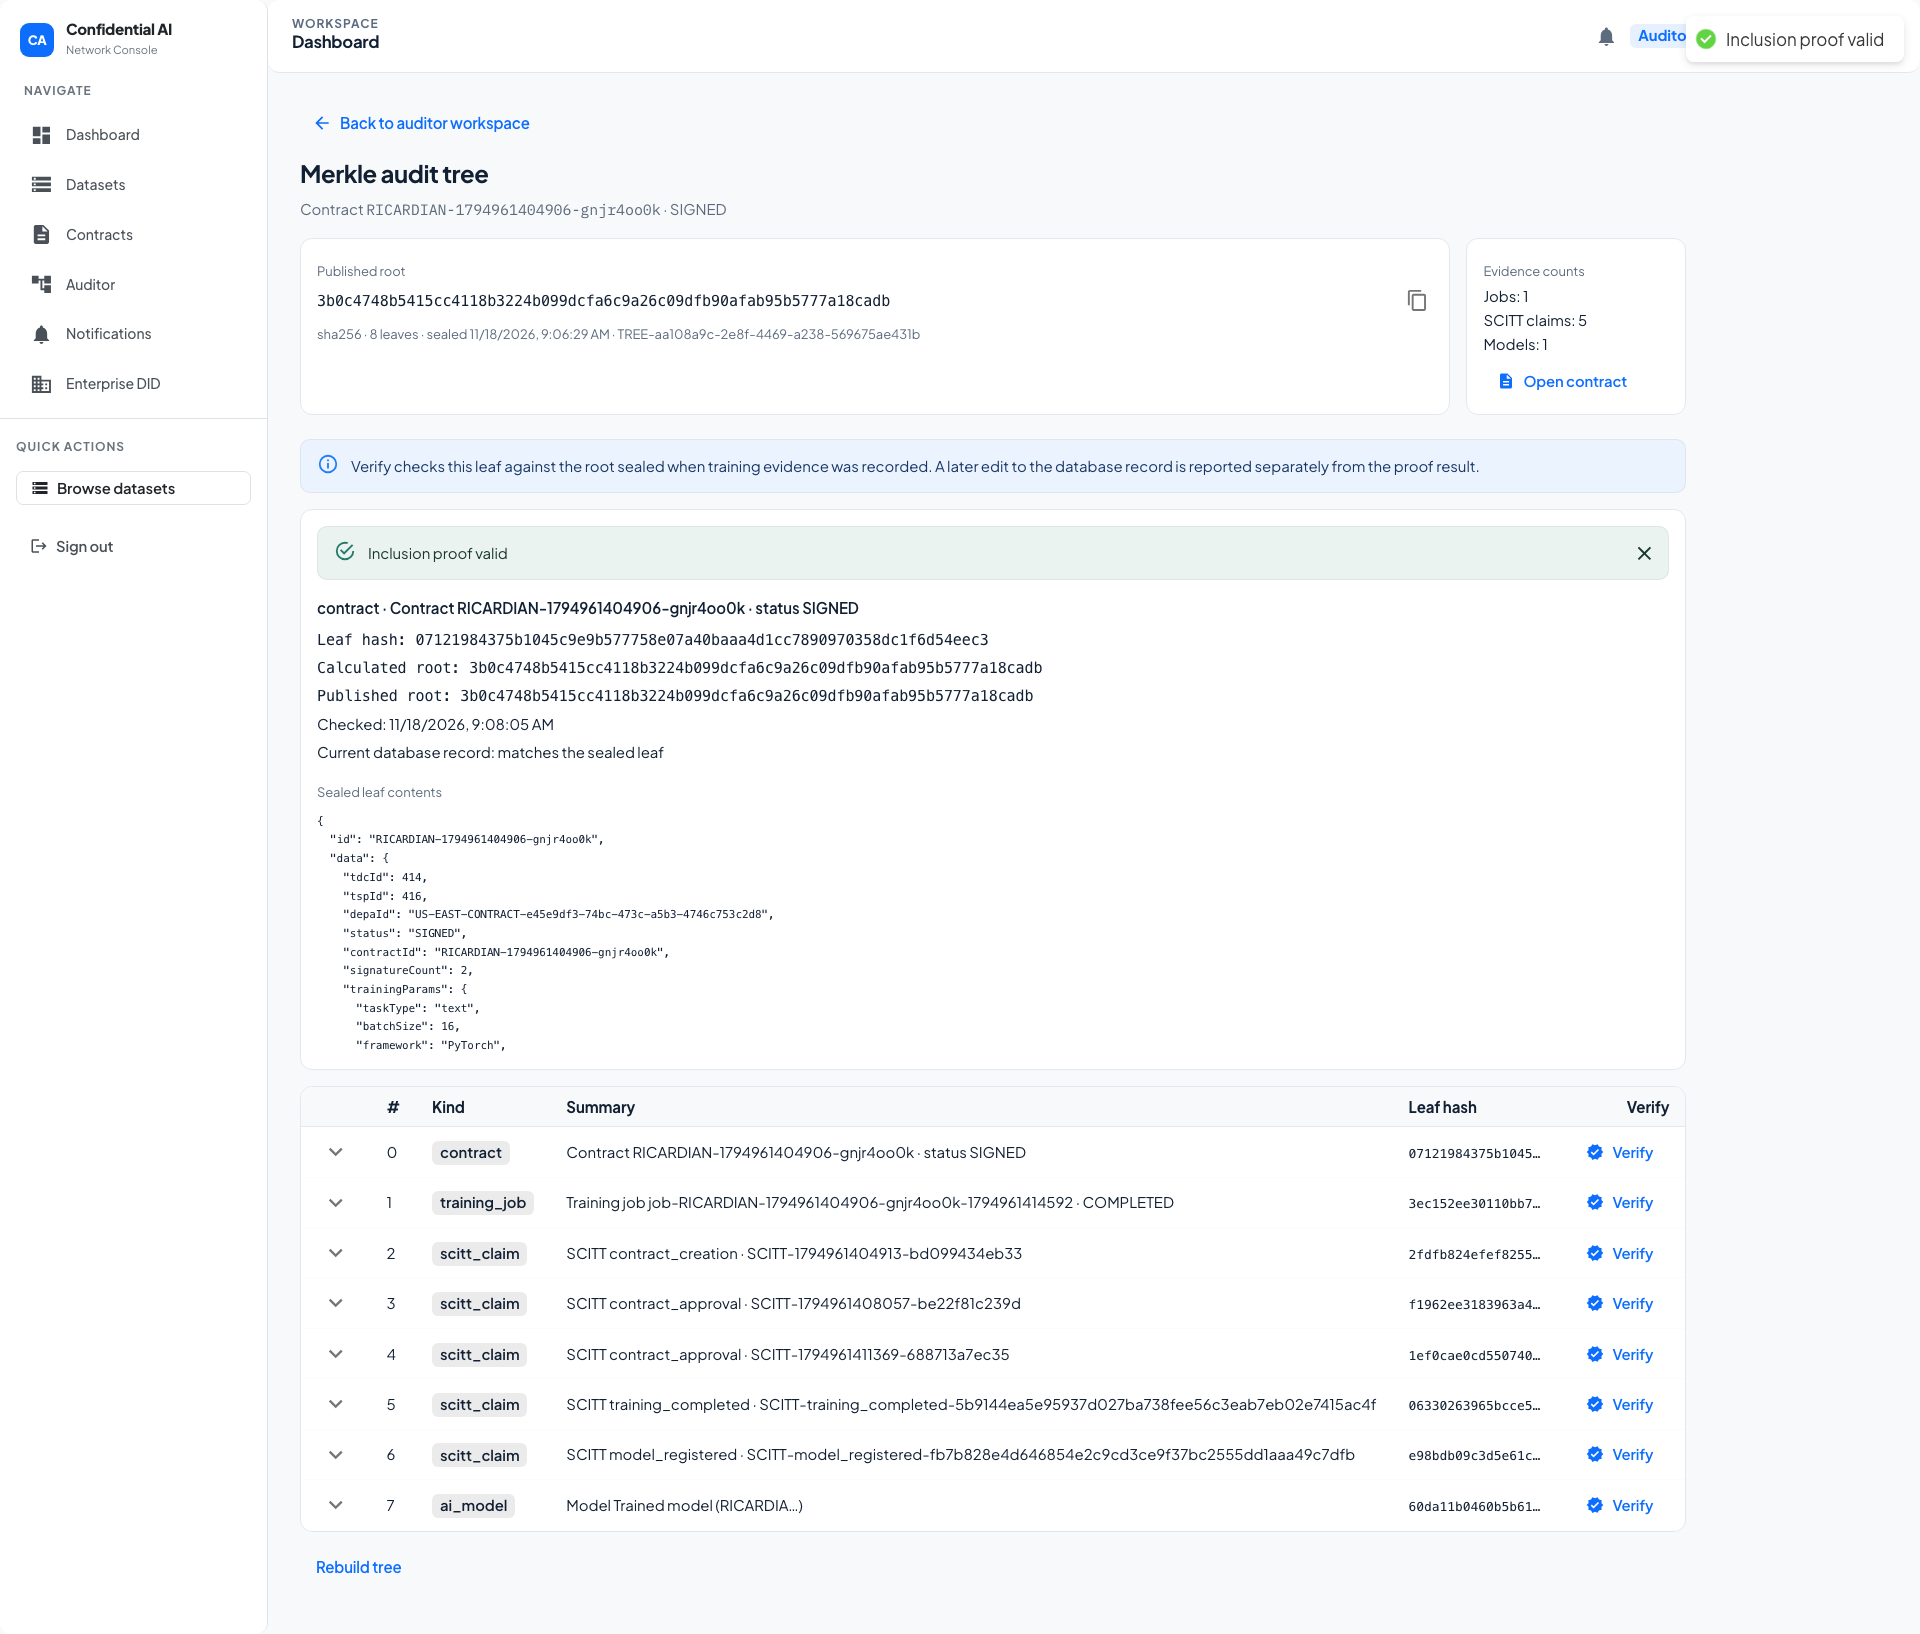 CA
Confidential AI
Network Console
NAVIGATE
Dashboard
Datasets
Contracts
Auditor
Notifications
Enterprise DID
QUICK ACTIONS
Browse datasets
Sign out
WORKSPACE
Dashboard
Audito
Inclusion proof valid
Back to auditor workspace
Merkle audit tree
Contract RICARDIAN-1794961404906-gnjr4oo0k · SIGNED
Published root
3b0c4748b5415cc4118b3224b099dcfa6c9a26c09dfb90afab95b5777a18cadb
sha256 · 8 leaves · sealed 11/18/2026, 9:06:29 AM · TREE-aa108a9c-2e8f-4469-a238-569675ae431b
Evidence counts
Jobs: 1
SCITT claims: 5
Models: 1
Open contract
Verify checks this leaf against the root sealed when training evidence was recorded. A later edit to the database record is reported separately from the proof result.
Inclusion proof valid
contract · Contract RICARDIAN-1794961404906-gnjr4oo0k · status SIGNED
Leaf hash: 07121984375b1045c9e9b577758e07a40baaa4d1cc7890970358dc1f6d54eec3
Calculated root: 3b0c4748b5415cc4118b3224b099dcfa6c9a26c09dfb90afab95b5777a18cadb
Published root: 3b0c4748b5415cc4118b3224b099dcfa6c9a26c09dfb90afab95b5777a18cadb
Checked: 11/18/2026, 9:08:05 AM
Current database record: matches the sealed leaf
Sealed leaf contents
{
"id": "RICARDIAN-1794961404906-gnjr4oo0k",
"data": {
"tdcId": 414,
"tspId": 416,
"depaId": "US-EAST-CONTRACT-e45e9df3-74bc-473c-a5b3-4746c753c2d8",
"status": "SIGNED",
"contractId": "RICARDIAN-1794961404906-gnjr4oo0k",
"signatureCount": 2,
"trainingParams": {
"taskType": "text",
"batchSize": 16,
"framework": "PyTorch",
# Kind Summary Leaf hash Verify
0 contract Contract RICARDIAN-1794961404906-gnjr4oo0k · status SIGNED 07121984375b1045… Verify
1 training_job Training job job-RICARDIAN-1794961404906-gnjr4oo0k-1794961414592 · COMPLETED 3ec152ee30110bb7… Verify
2 scitt_claim SCITT contract_creation · SCITT-1794961404913-bd099434eb33 2fdfb824efef8255… Verify
3 scitt_claim SCITT contract_approval · SCITT-1794961408057-be22f81c239d f1962ee3183963a4… Verify
4 scitt_claim SCITT contract_approval · SCITT-1794961411369-688713a7ec35 1ef0cae0cd550740… Verify
5 scitt_claim SCITT training_completed · SCITT-training_completed-5b9144ea5e95937d027ba738fee56c3eab7eb02e7415ac4f 06330263965bcce5… Verify
6 scitt_claim SCITT model_registered · SCITT-model_registered-fb7b828e4d646854e2c9cd3ce9f37bc2555dd1aaa49c7dfb e98bdb09c3d5e61c… Verify
7 ai_model Model Trained model (RICARDIA…) 60da11b0460b5b61… Verify
Rebuild tree